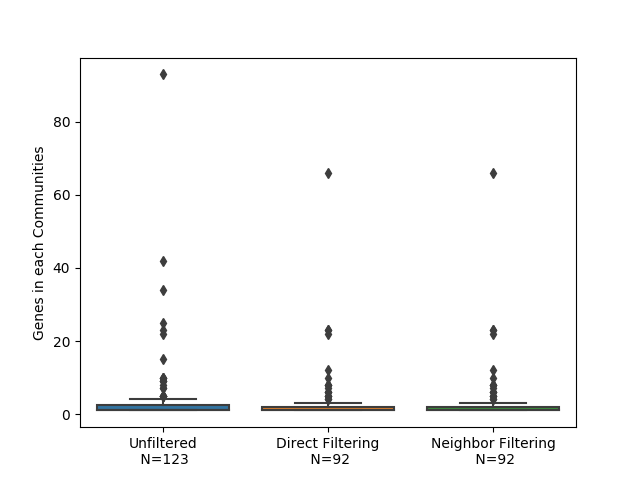 Genes in each Communities
80
60
40
20
0
Unfiltered
N=123
Direct Filtering
N=92
Neighbor Filtering
N=92